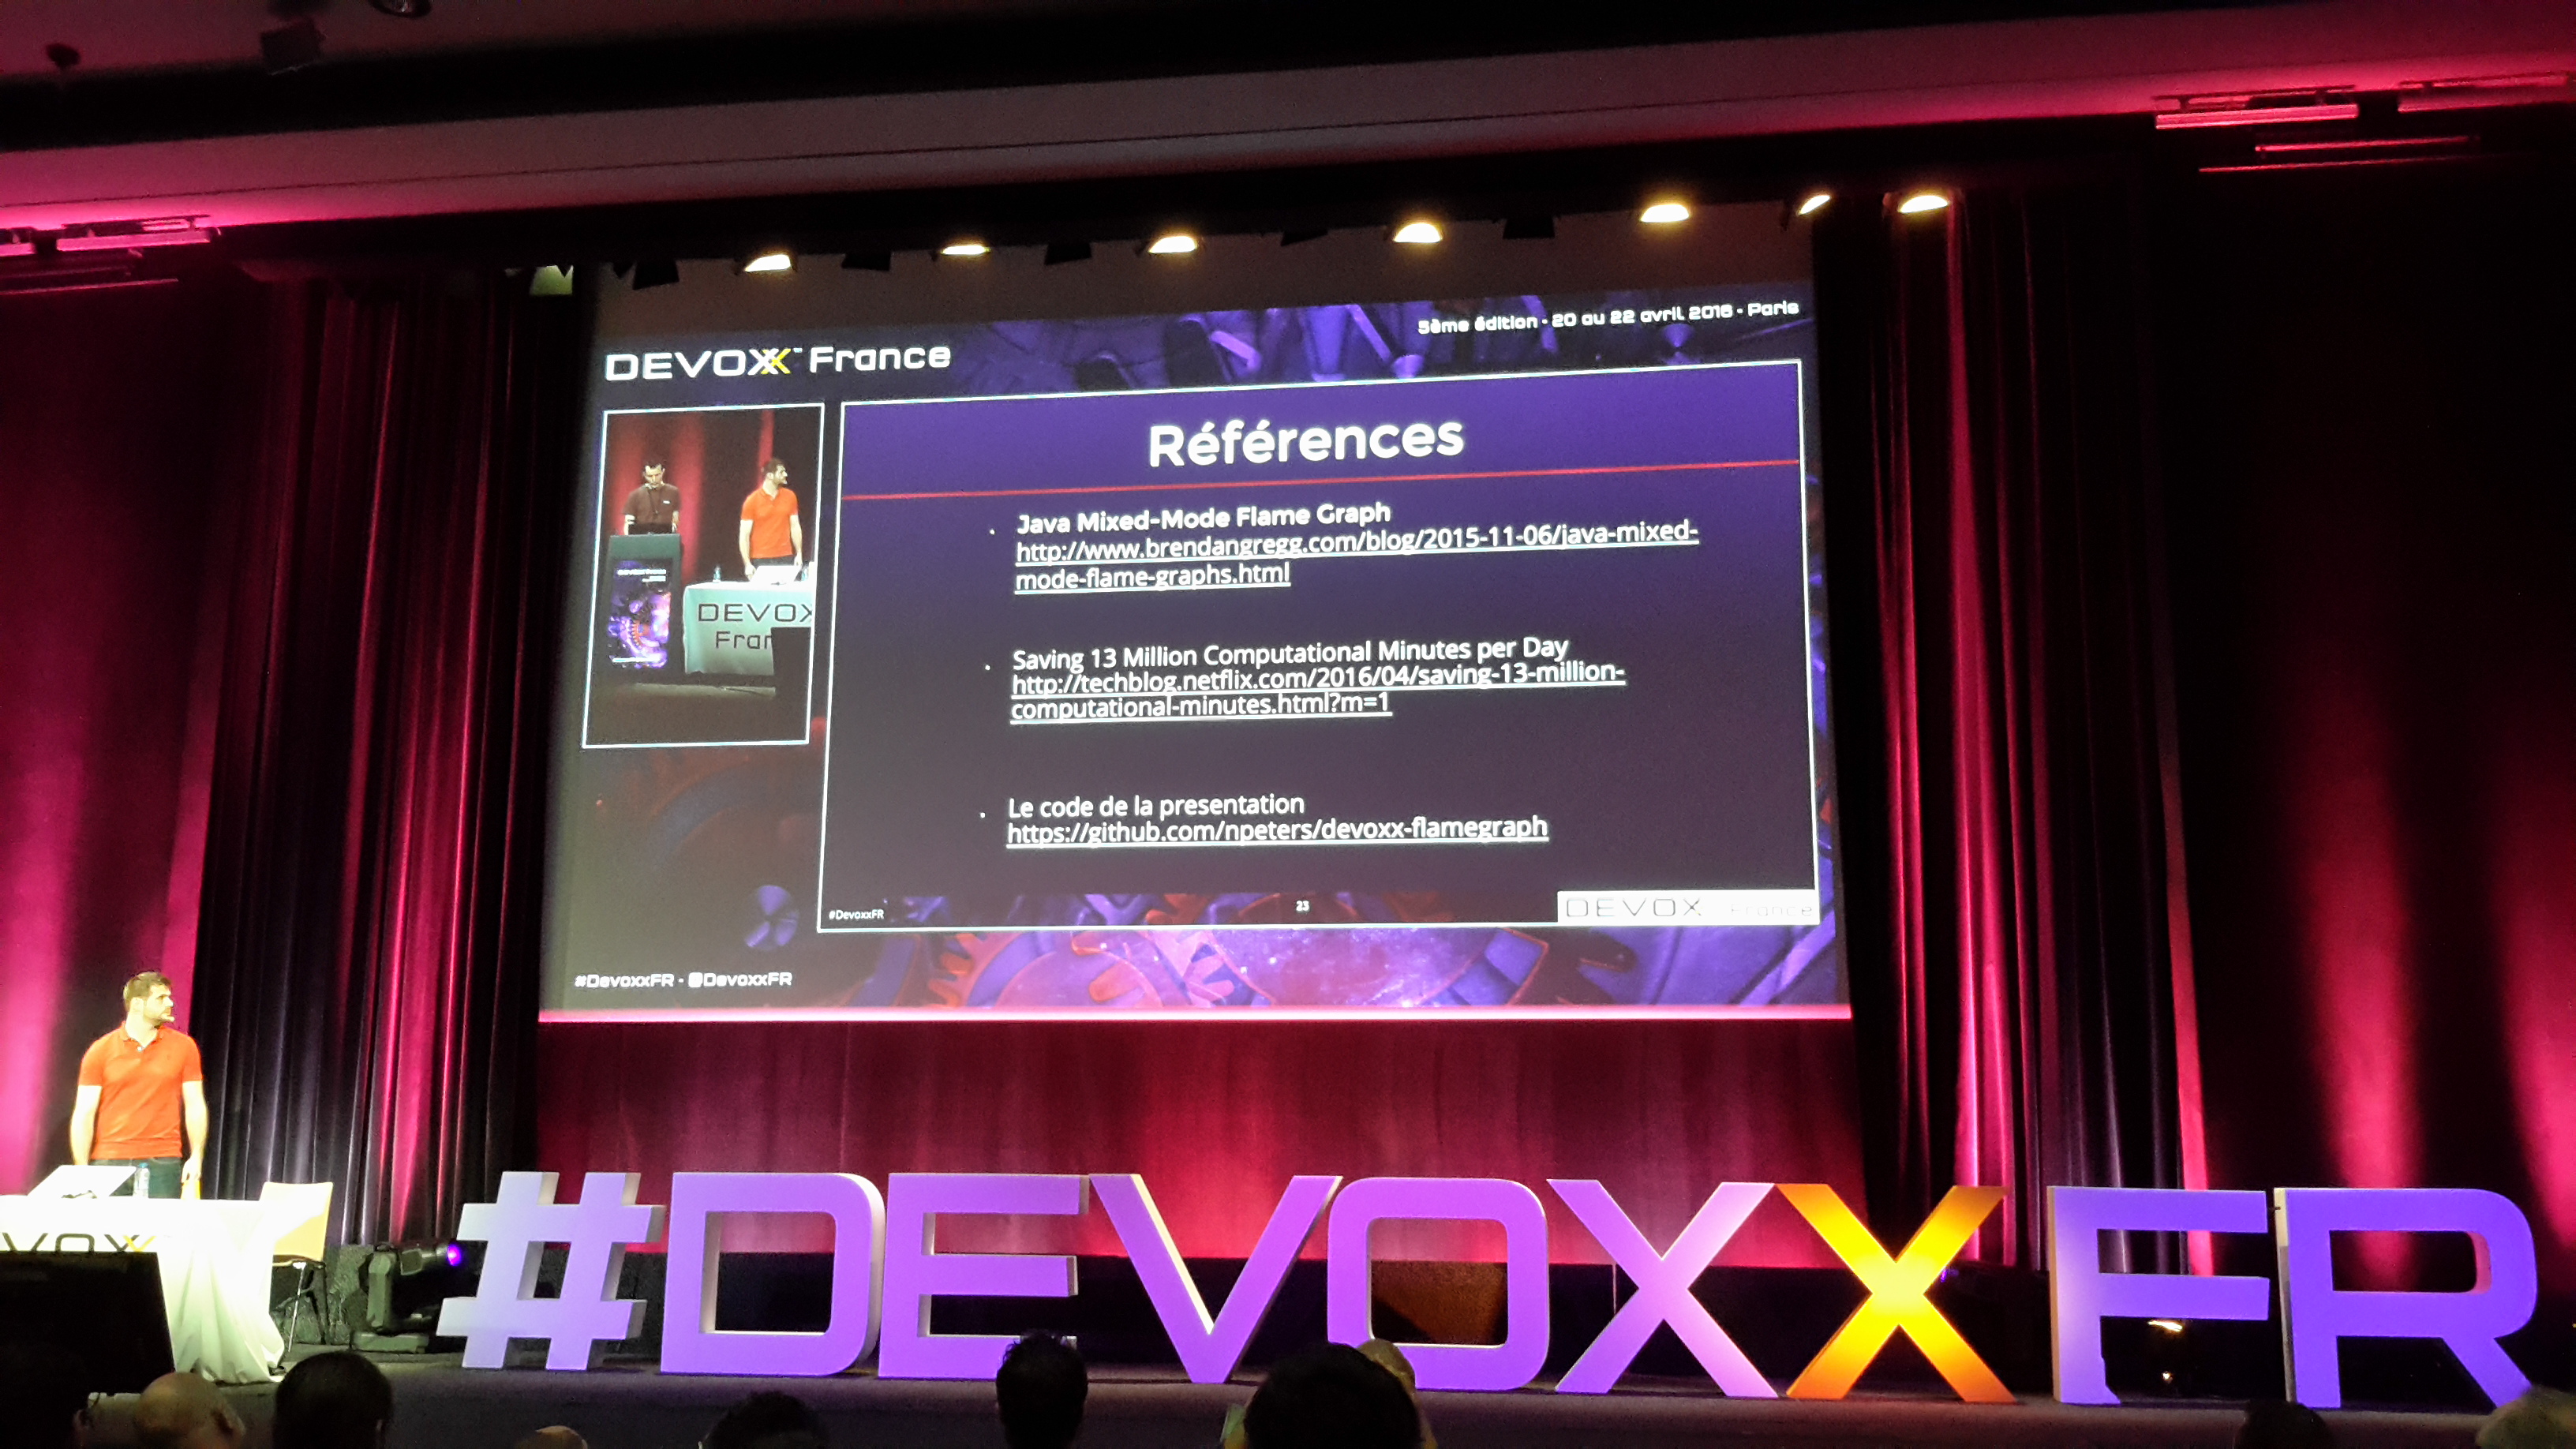 5ème édition - 20 au 22 avril 2016 - Paris
DEVOXX™ France
Références
• Java Mixed-Mode Flame Graph
http://www.brendangregg.com/blog/2015-11-06/java-mixed-
mode-flame-graphs.html
• Saving 13 Million Computational Minutes per Day
http://techblog.netflix.com/2016/04/saving-13-million-
computational-minutes.html?m=1
• Le code de la presentation
https://github.com/npeters/devoxx-flamegraph
DEVOX
Fran
#DevoxxFR
23
DEVOX France
#DevoxxFR - @DevoxxFR
VOXX
#DEVOXXFR